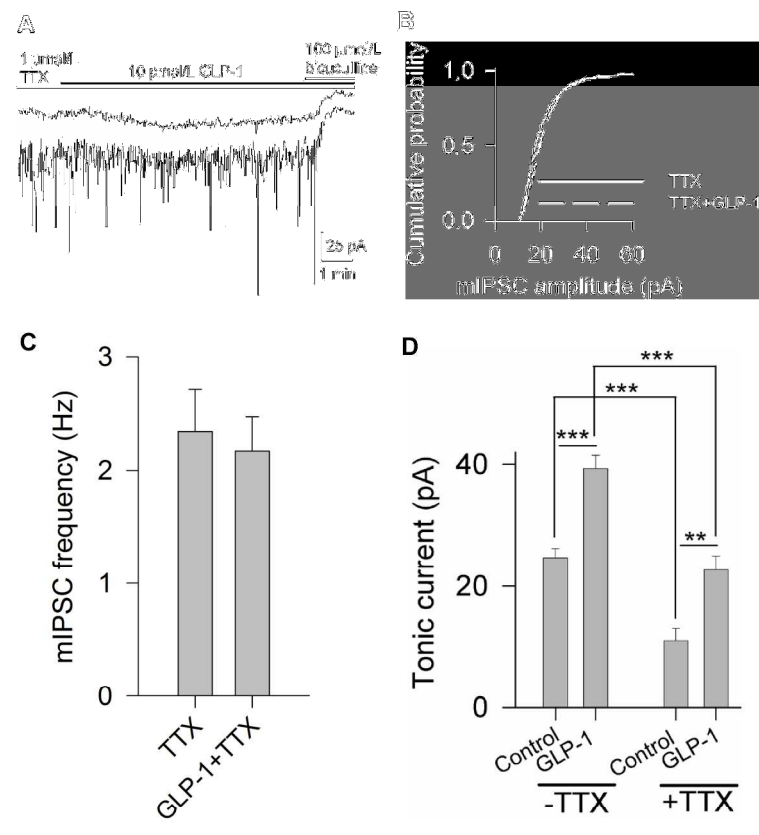 A
1 μmol/L
TTX
10 pmol/L GLP-1
100 μmol/L
bicuculline
25 pA
1 min
B
Cumulative probability
1,0
0.5
0.0
TTX
TTX+GLP-1
0
20
40
60
mIPSC amplitude (pA)
C
mIPSC frequency (Hz)
3
2
1
0
TTX
GLP-1+TTX
D
Tonic current (pA)
40
20
0
***
***
***
**
Control
GLP-1
Control
GLP-1
-TTX
+TTX